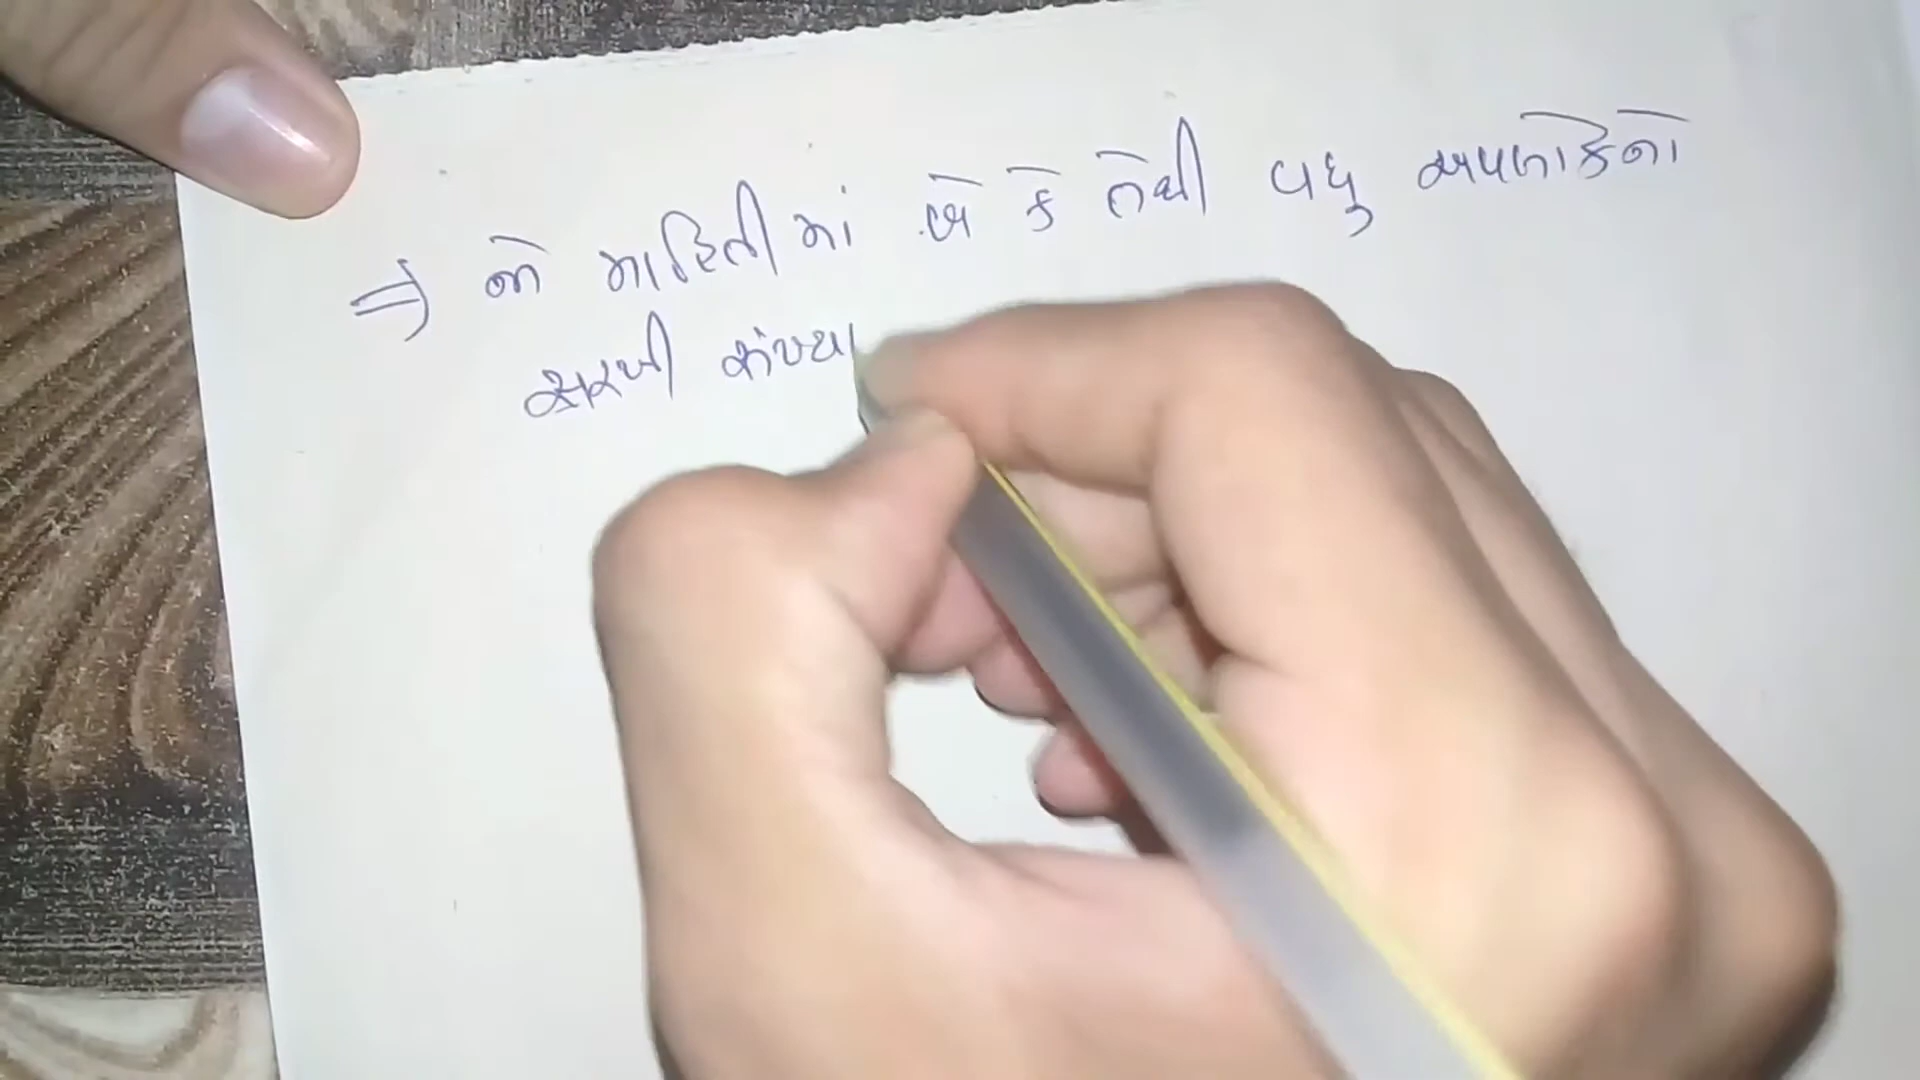 ⇒ જો માહિતીમાં બે કે તેથી વધુ અવલોકનો
સરખી સંખ્યા